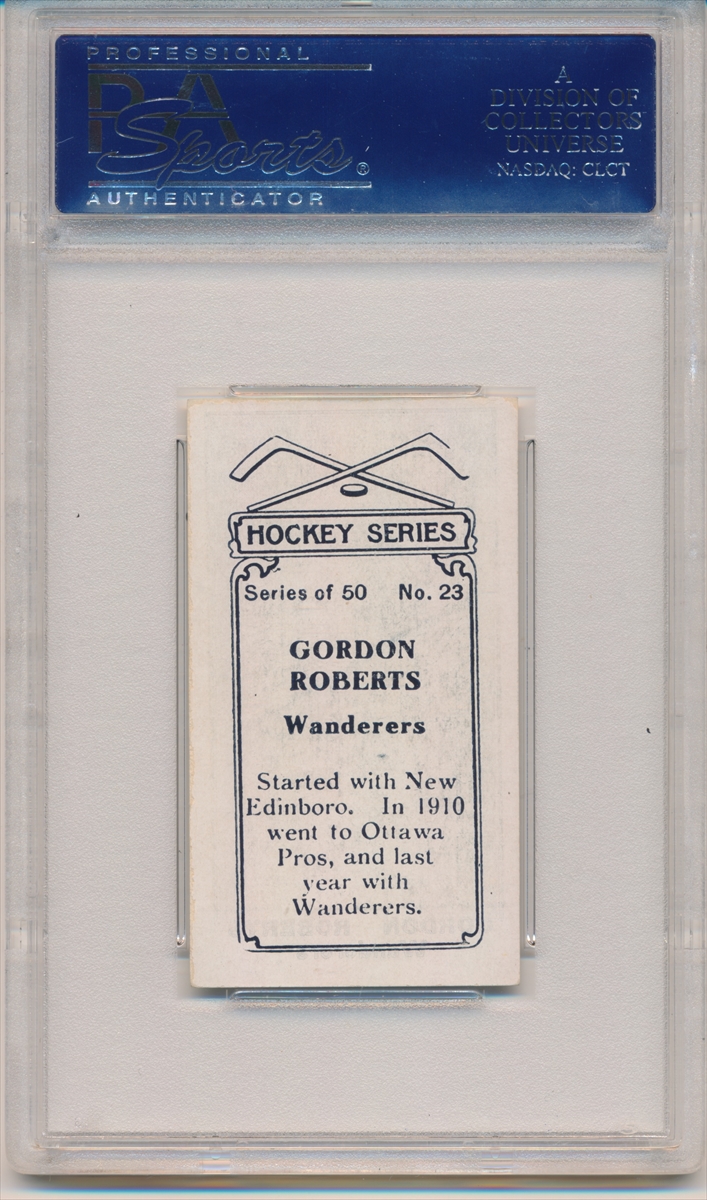 PROFESSIONAL
PSA
Sports®
AUTHENTICATOR
A
DIVISION OF
COLLECTORS
UNIVERSE
NASDAQ: CLCT
HOCKEY SERIES
Series of 50 No. 23
GORDON
ROBERTS
Wanderers
Started with New
Edinboro. In 1910
went to Ottawa
Pros, and last
year with
Wanderers.